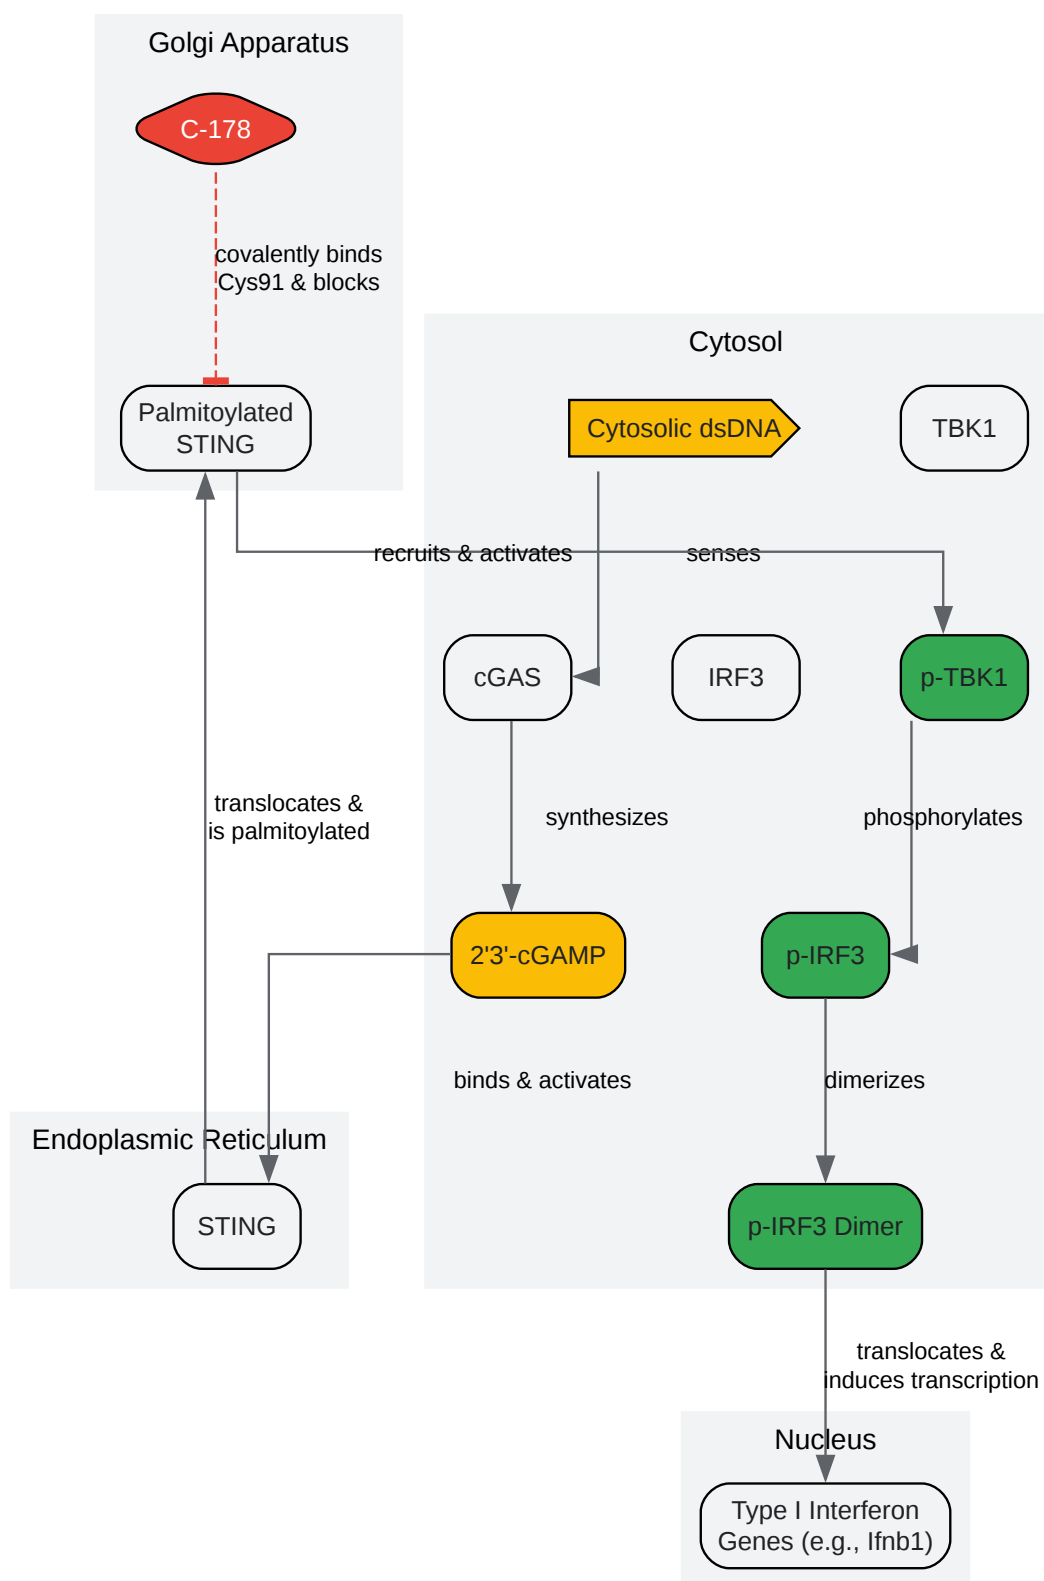 Golgi Apparatus
C-178
covalently binds
Cys91 & blocks
Palmitoylated
STING
Cytosol
Cytosolic dsDNA
TBK1
recruits & activates
senses
cGAS
IRF3
p-TBK1
translocates &
is palmitoylated
synthesizes
phosphorylates
2'3'-cGAMP
p-IRF3
binds & activates
dimerizes
Endoplasmic Reticulum
STING
p-IRF3 Dimer
translocates &
induces transcription
Nucleus
Type I Interferon
Genes (e.g., Ifnb1)